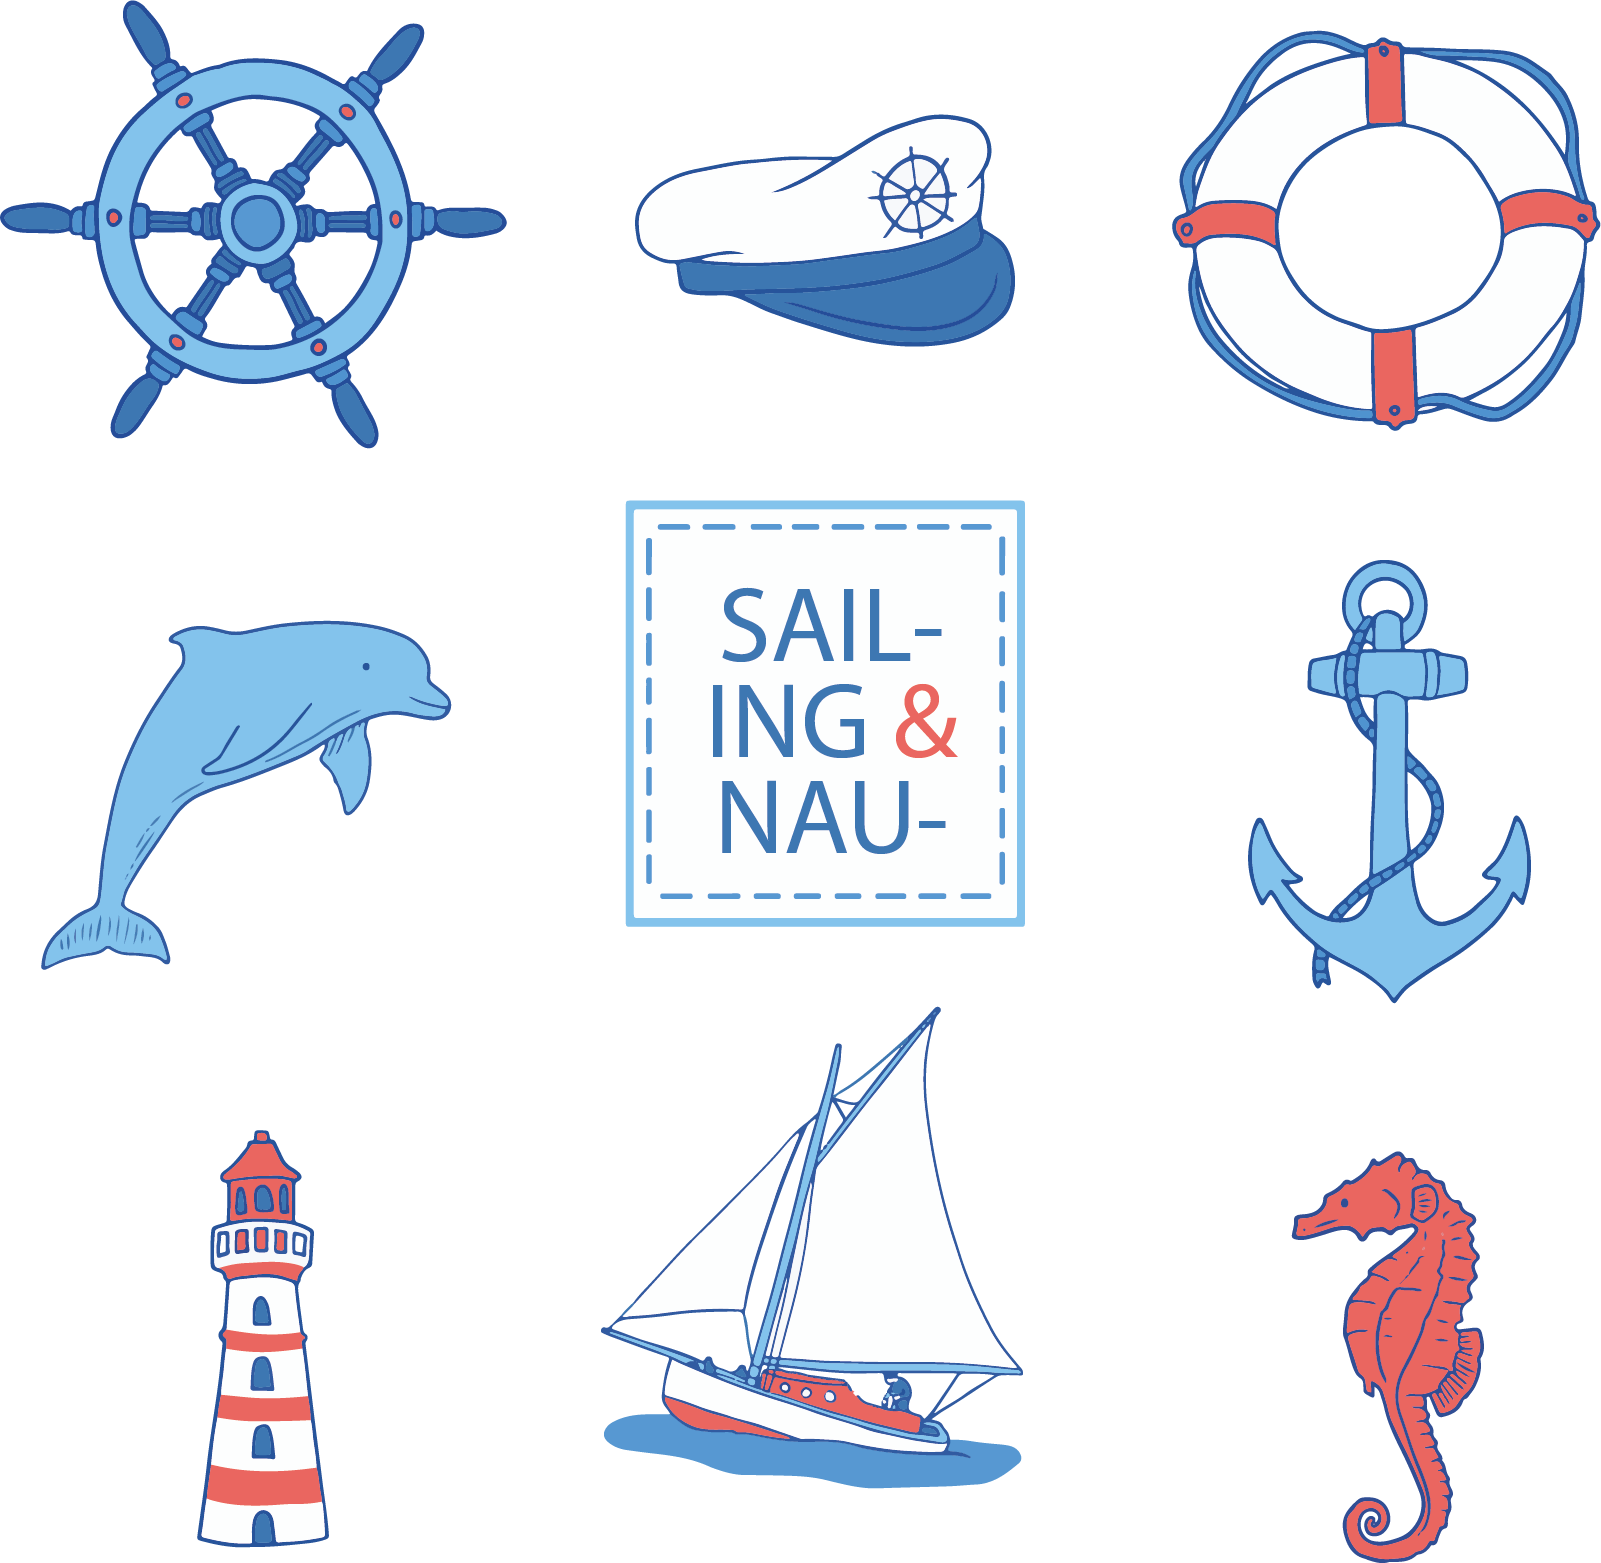 SAIL-
ING &
NAU-